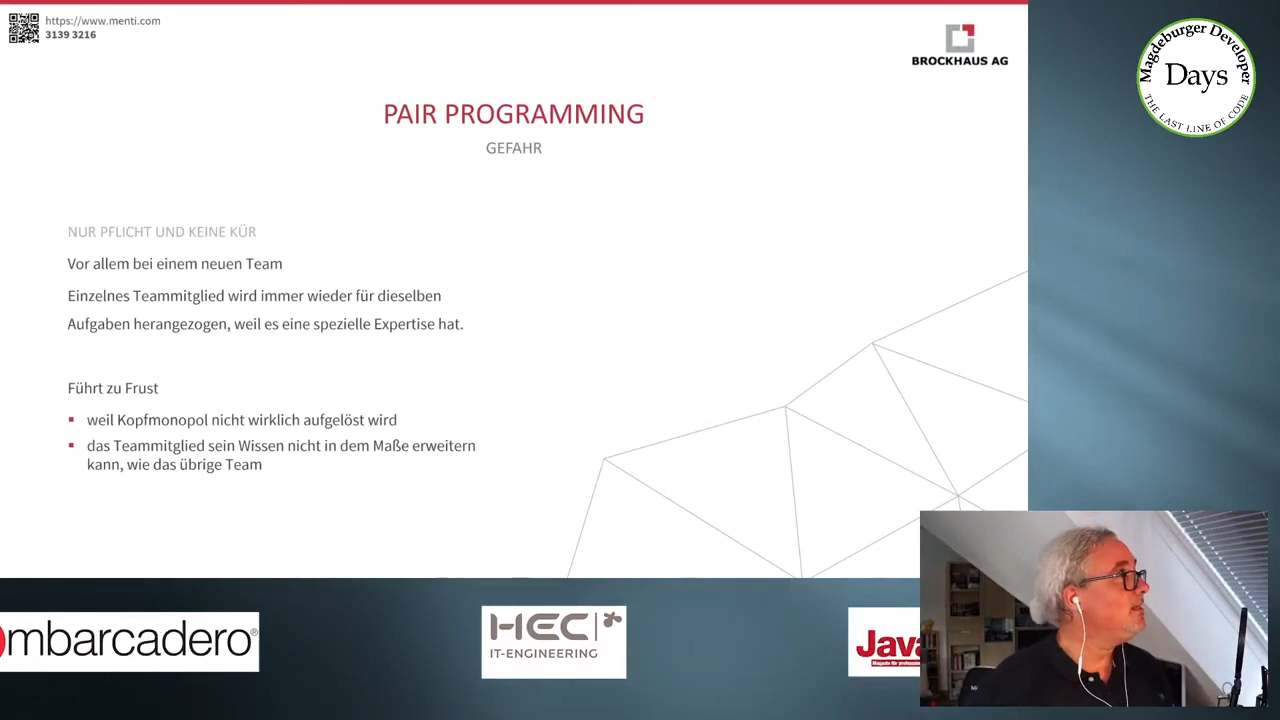 https://www.menti.com
3139 3216
BROCKHAUS AG
Magdeburger Developer
Days
THE LAST LINE OF CODE
PAIR PROGRAMMING
GEFAHR
NUR PFLICHT UND KEINE KÜR
Vor allem bei einem neuen Team
Einzelnes Teammitglied wird immer wieder für dieselben
Aufgaben herangezogen, weil es eine spezielle Expertise hat.
Führt zu Frust
weil Kopfmonopol nicht wirklich aufgelöst wird
das Teammitglied sein Wissen nicht in dem Maße erweitern
kann, wie das übrige Team
mbarcadero®
HEC
IT-ENGINEERING
Java
Magazin für profession